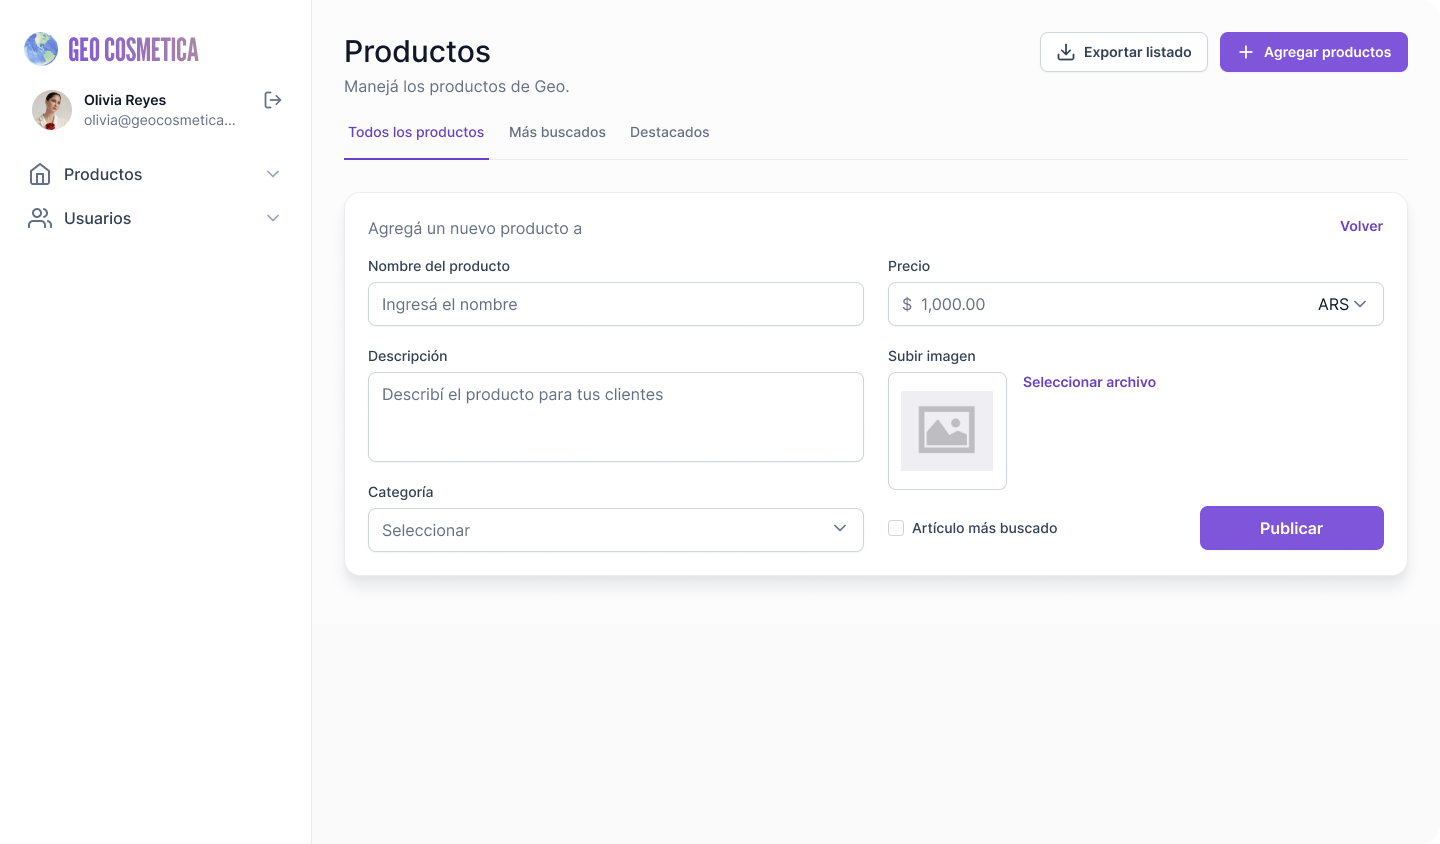 GEO COSMETICA
Olivia Reyes
olivia@geocosmetica...
Productos
Usuarios
Productos
Manejá los productos de Geo.
Exportar listado
Agregar productos
Todos los productos
Más buscados
Destacados
Agregá un nuevo producto a
Volver
Nombre del producto
Ingresá el nombre
Precio
$ 1,000.00
ARS
Descripción
Describí el producto para tus clientes
Subir imagen
Seleccionar archivo
Categoría
Seleccionar
Artículo más buscado
Publicar